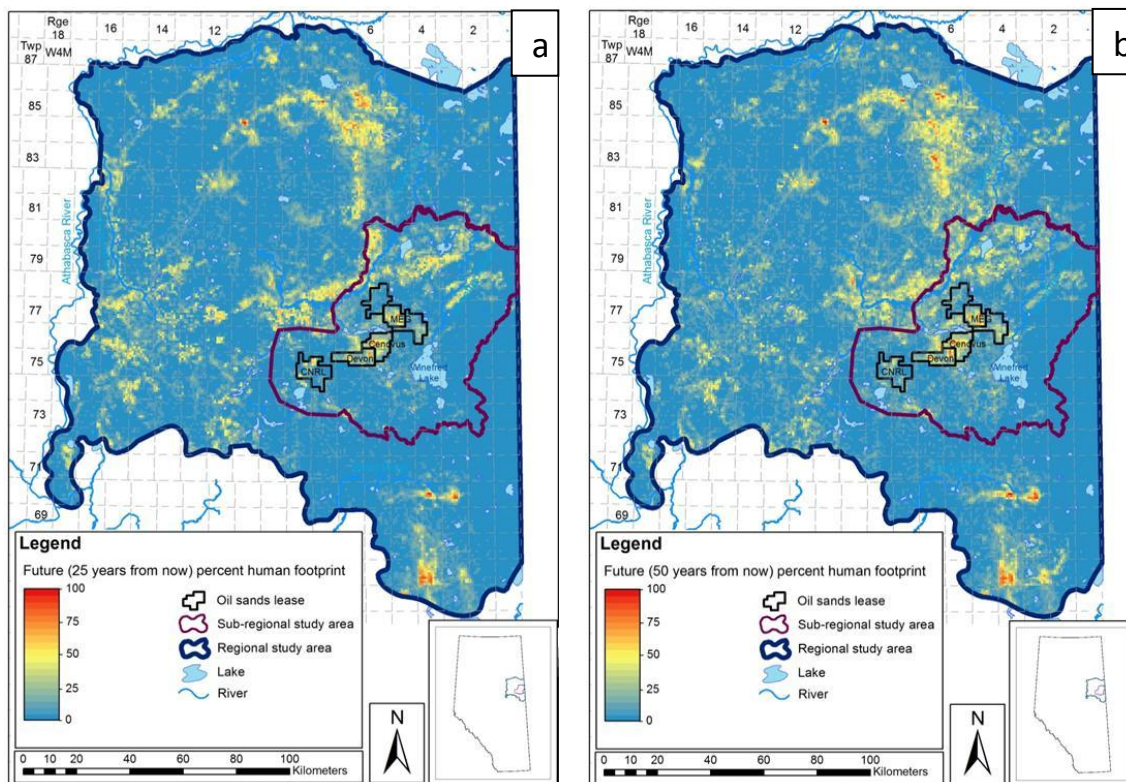 a
Rge
18
Twp
W4M
14
12
6
4
2
87
85
83
81
79
77
75
73
71
69
Athabasca River
MEG
Cenovus
Devon
CNRL
Winefred
Lake
Legend
Future (25 years from now) percent human footprint
100
75
50
25
0
Oil sands lease
Sub-regional study area
Regional study area
Lake
River
N
0 10 20 40 60 80 100
Kilometers
b
Rge
18
Twp
W4M
16
14
12
6
4
2
87
85
83
81
79
77
75
73
71
69
Athabasca River
MEG
Cenovus
Devon
CNRL
Winefred
Lake
Legend
Future (50 years from now) percent human footprint
100
75
50
25
0
Oil sands lease
Sub-regional study area
Regional study area
Lake
River
N
0 10 20 40 60 80 100
Kilometers